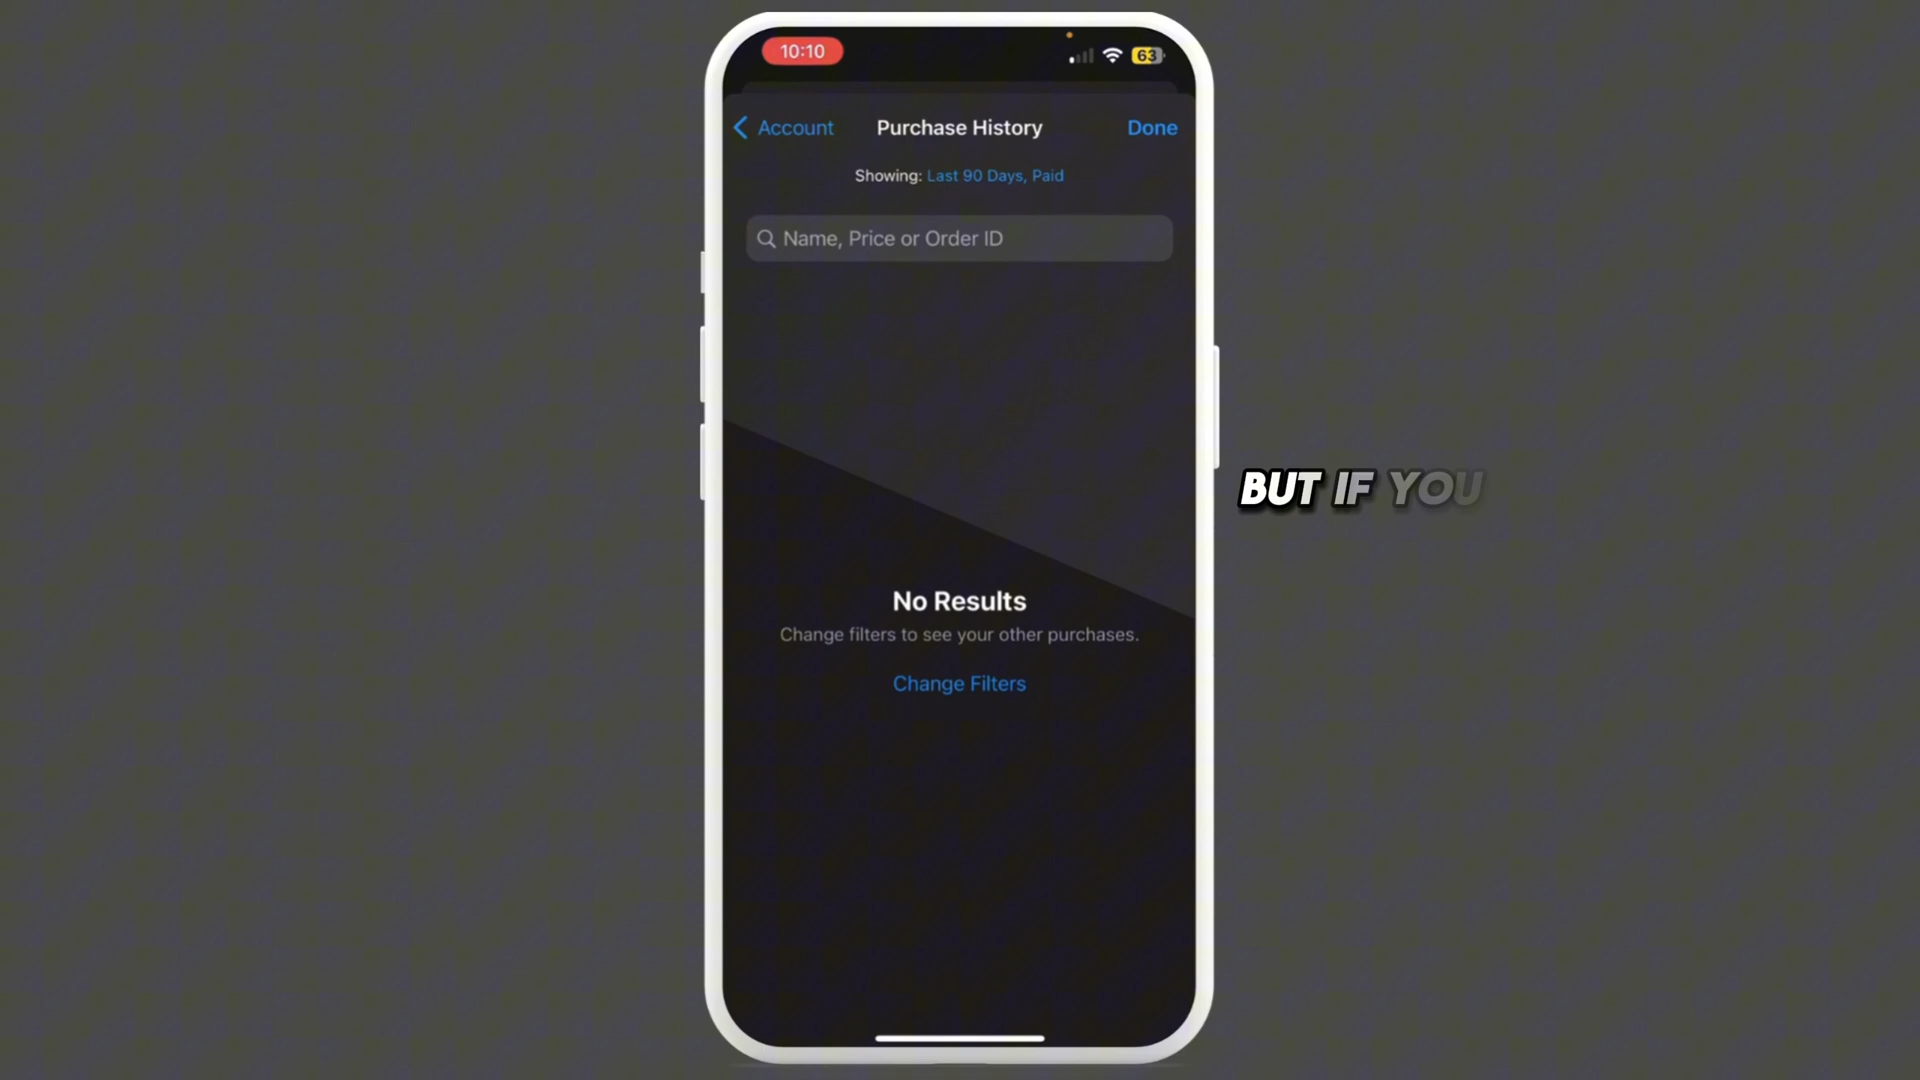 10:10
63
Account
Purchase History
Done
Showing: Last 90 Days, Paid
Name, Price or Order ID
BUT IF YOU
No Results
Change filters to see your other purchases.
Change Filters